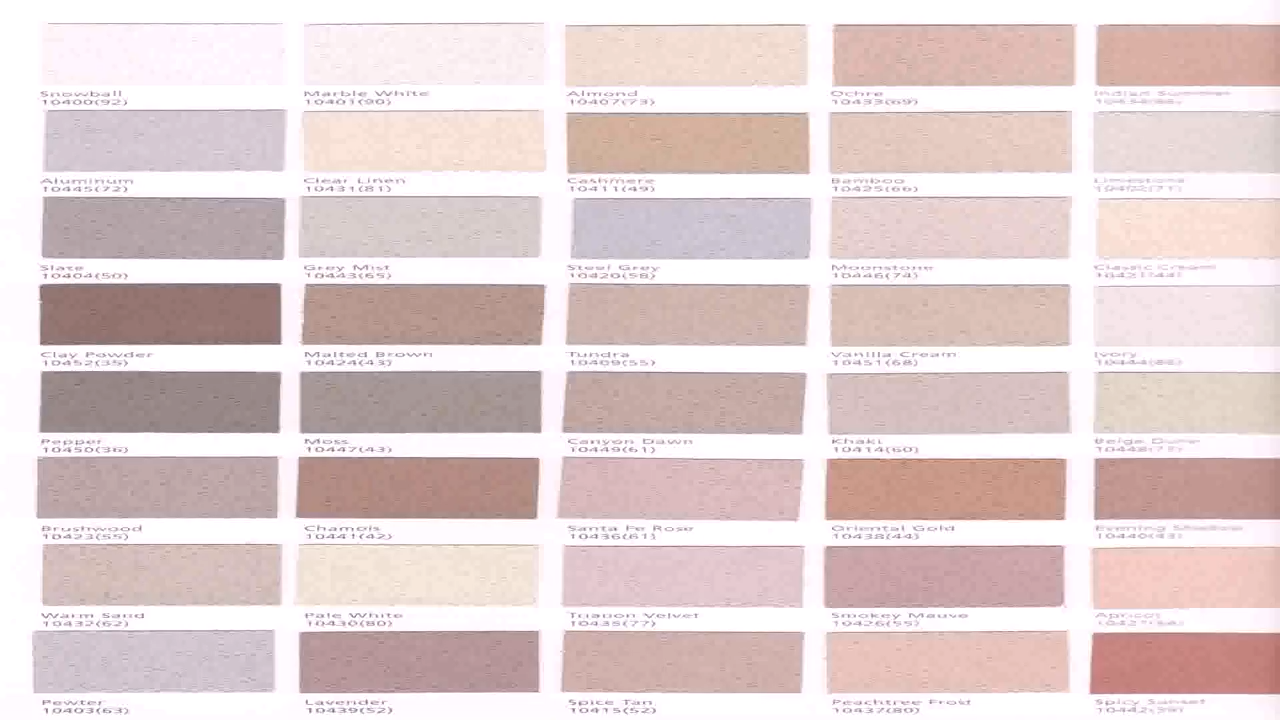 Snowball
10400(92)
Marble White
10401(90)
Almond
10407(73)
Ochre
10433(69)
Indian Summer
Aluminum
10445(72)
Clear Linen
10431(81)
Cashmere
10411(49)
Bamboo
10425(66)
Limestone
10402(71)
Slate
10404(50)
Grey Mist
10443(65)
Steel Grey
10420(58)
Moonstone
10446(74)
Classic Cream
Clay Powder
10452(35)
Malted Brown
10424(43)
Tundra
10409(55)
Vanilla Cream
10451(68)
Ivory
Pepper
10450(36)
Moss
10447(43)
Canyon Dawn
10449(61)
Khaki
10414(60)
Beige Dune
Brushwood
10423(55)
Chamois
10441(42)
Santa Fe Rose
10436(61)
Oriental Gold
10438(44)
Evening Shadow
10440(43)
Warm Sand
10432(62)
Pale White
10430(80)
Trianon Velvet
10435(77)
Smokey Mauve
10426(55)
Apricot
Pewter
10403(63)
Lavender
10439(52)
Spice Tan
10415(52)
Peachtree Frost
10437(80)
Spicy Sunset
10442(39)